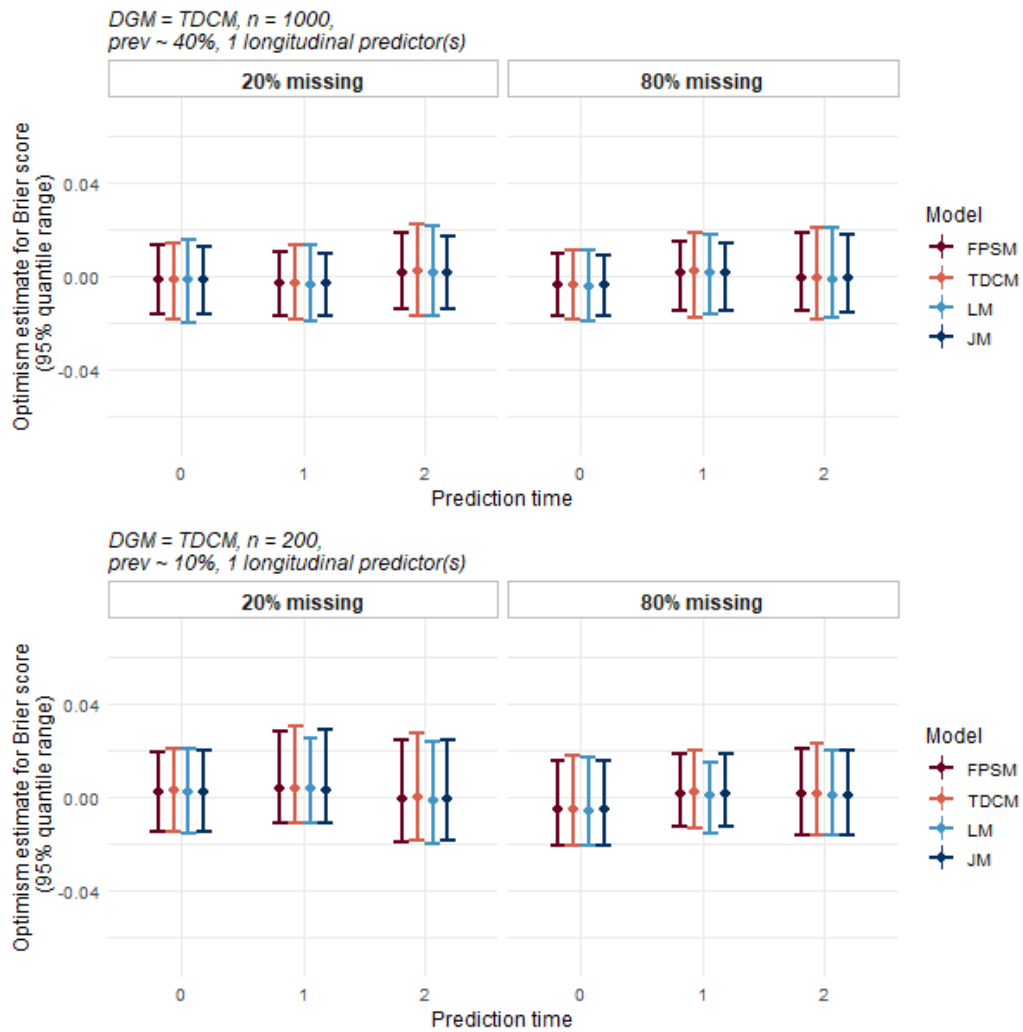 DGM = TDCM, n = 1000,
prev ~ 40%, 1 longitudinal predictor(s)
20% missing
80% missing
Optimism estimate for Brier score
(95% quantile range)
0.04
0.00
-0.04
0
1
2
0
1
2
Prediction time
Model
FPSM
TDCM
LM
JM
DGM = TDCM, n = 200,
prev ~ 10%, 1 longitudinal predictor(s)
20% missing
80% missing
Optimism estimate for Brier score
(95% quantile range)
0.04
0.00
-0.04
0
1
2
0
1
2
Prediction time
Model
FPSM
TDCM
LM
JM